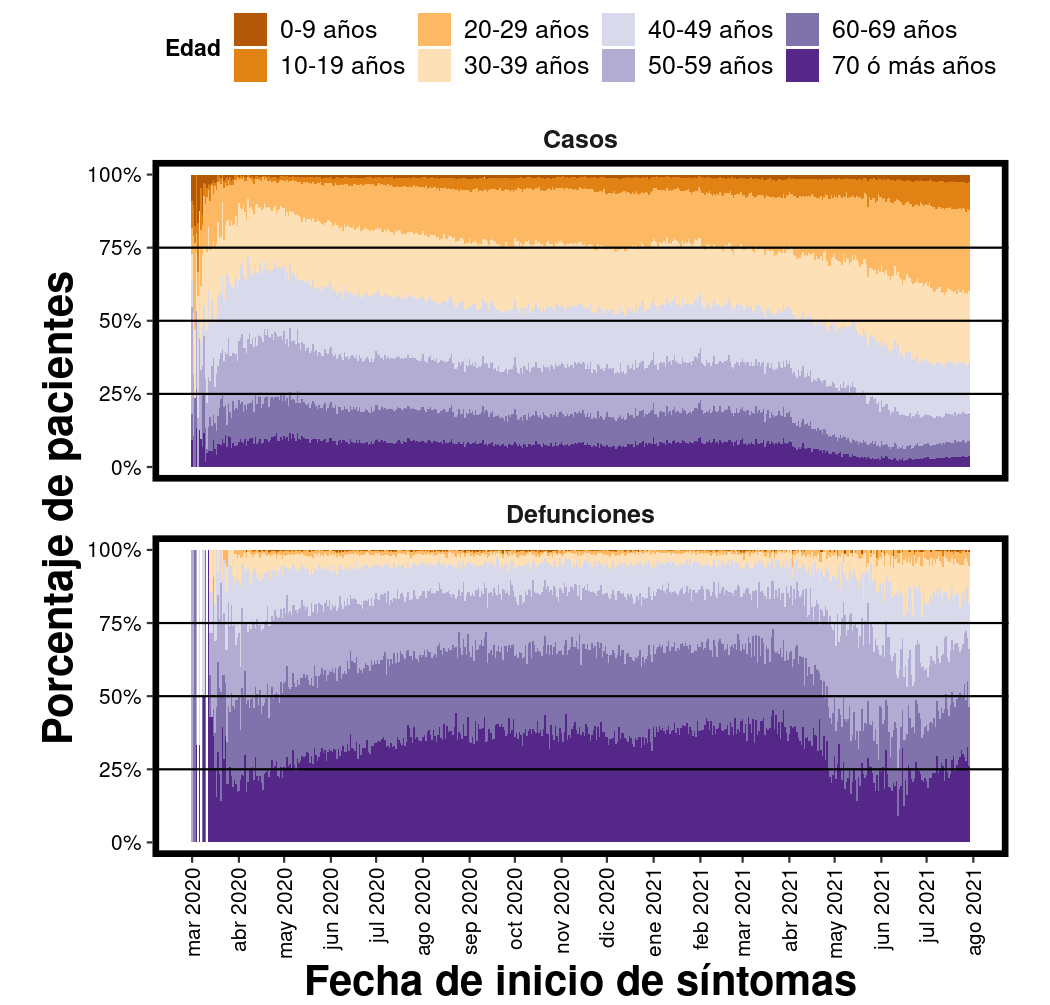 Edad
0-9 años
20-29 años
40-49 años
60-69 años
10-19 años
30-39 años
50-59 años
70 ó más años
Casos
100%
75%
50%
25%
0%
Defunciones
100%
75%
50%
25%
0%
Porcentaje de pacientes
mar 2020
abr 2020
may 2020
jun 2020
jul 2020
ago 2020
sep 2020
oct 2020
nov 2020
dic 2020
ene 2021
feb 2021
mar 2021
abr 2021
may 2021
jun 2021
jul 2021
ago 2021
Fecha de inicio de síntomas